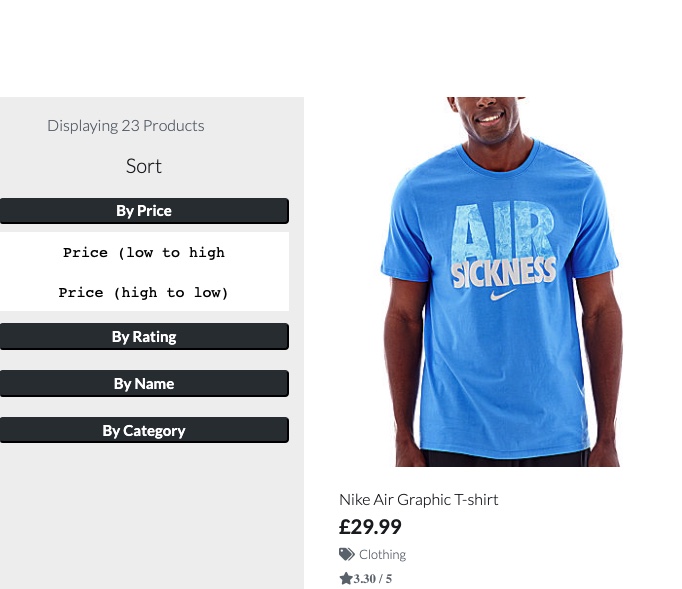 Displaying 23 Products
Sort
By Price
Price (low to high
Price (high to low)
By Rating
By Name
By Category
AIR
SICKNESS
Nike Air Graphic T-shirt
£29.99
Clothing
3.30 / 5